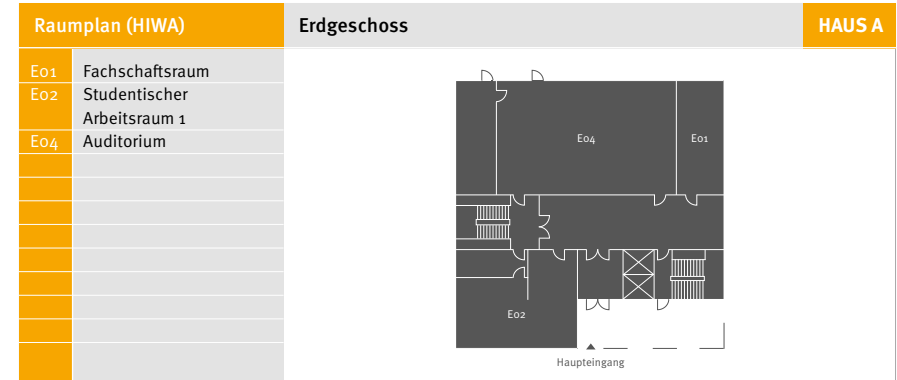 Raumplan (HIWA) Erdgeschoss HAUS A
E01 Fachschaftsraum
E02 Studentischer
Arbeitsraum 1
E04 Auditorium
E04 E01
E02
Haupteingang